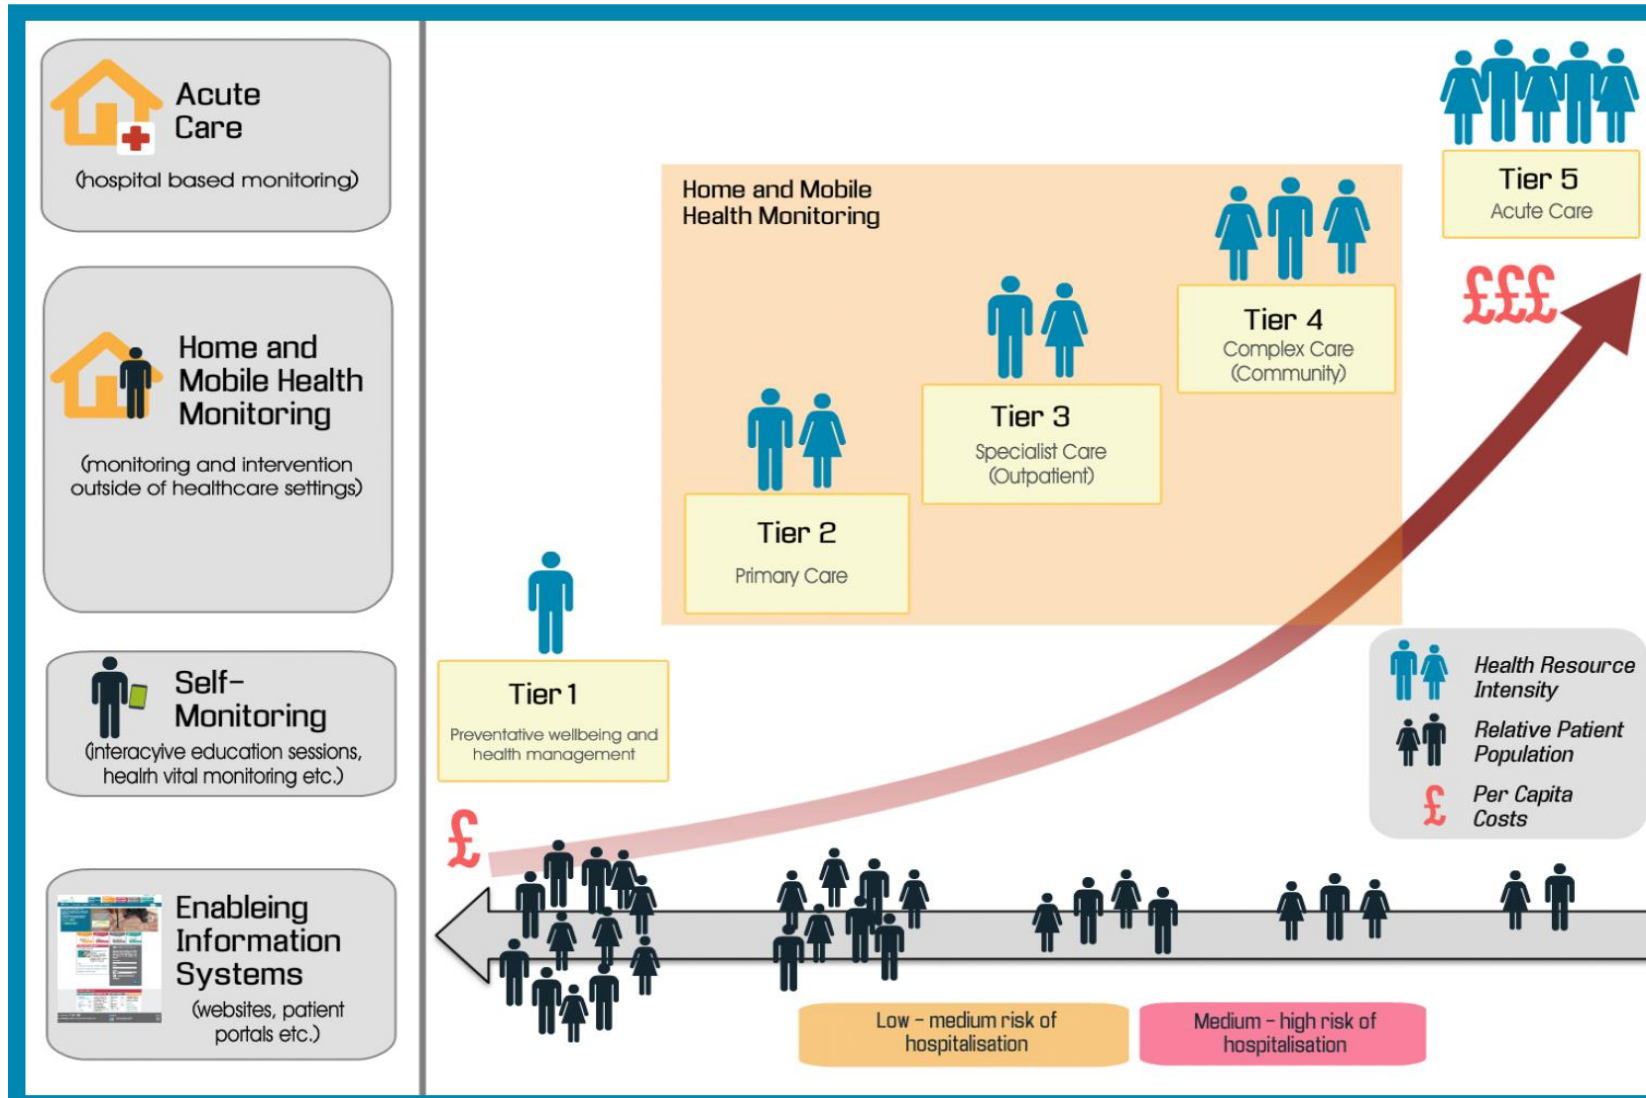 Acute
Care
(hospital based monitoring)
Home and
Mobile Health
Monitoring
(monitoring and intervention
outside of healthcare settings)
Self-
Monitoring
(interacyive education sessions,
healrh vital monitoring etc.)
Enableing
Information
Systems
(websites, patient
portals etc.)
Home and Mobile
Health Monitoring
Tier 1
Preventative wellbeing and
health management
£
Tier 2
Primary Care
Tier 3
Specialist Care
(Outpatient)
Tier 4
Complex Care
(Community)
Tier 5
Acute Care
£££
Health Resource
Intensity
Relative Patient
Population
£
Per Capita
Costs
Low - medium risk of
hospitalisation
Medium - high risk of
hospitalisation